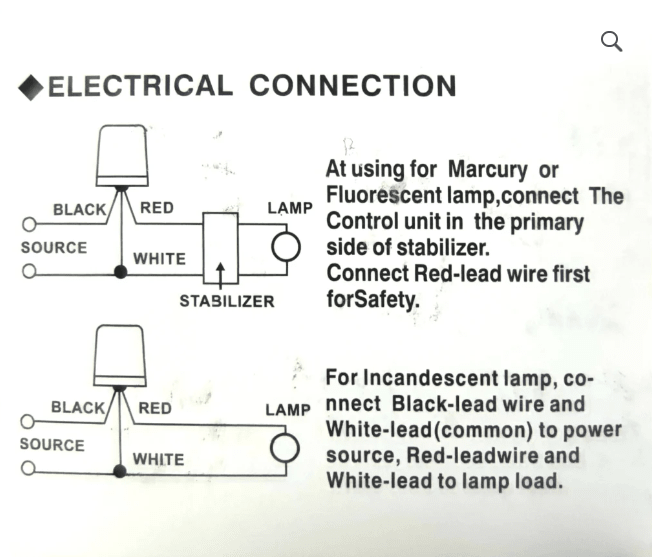 ◆ELECTRICAL CONNECTION
BLACK
RED
LAMP
SOURCE
WHITE
STABILIZER
At using for Marcury or
Fluorescent lamp,connect The
Control unit in the primary
side of stabilizer.
Connect Red-lead wire first
forSafety.
BLACK
RED
LAMP
SOURCE
WHITE
For Incandescent lamp, co-
nnect Black-lead wire and
White-lead(common) to power
source, Red-leadwire and
White-lead to lamp load.